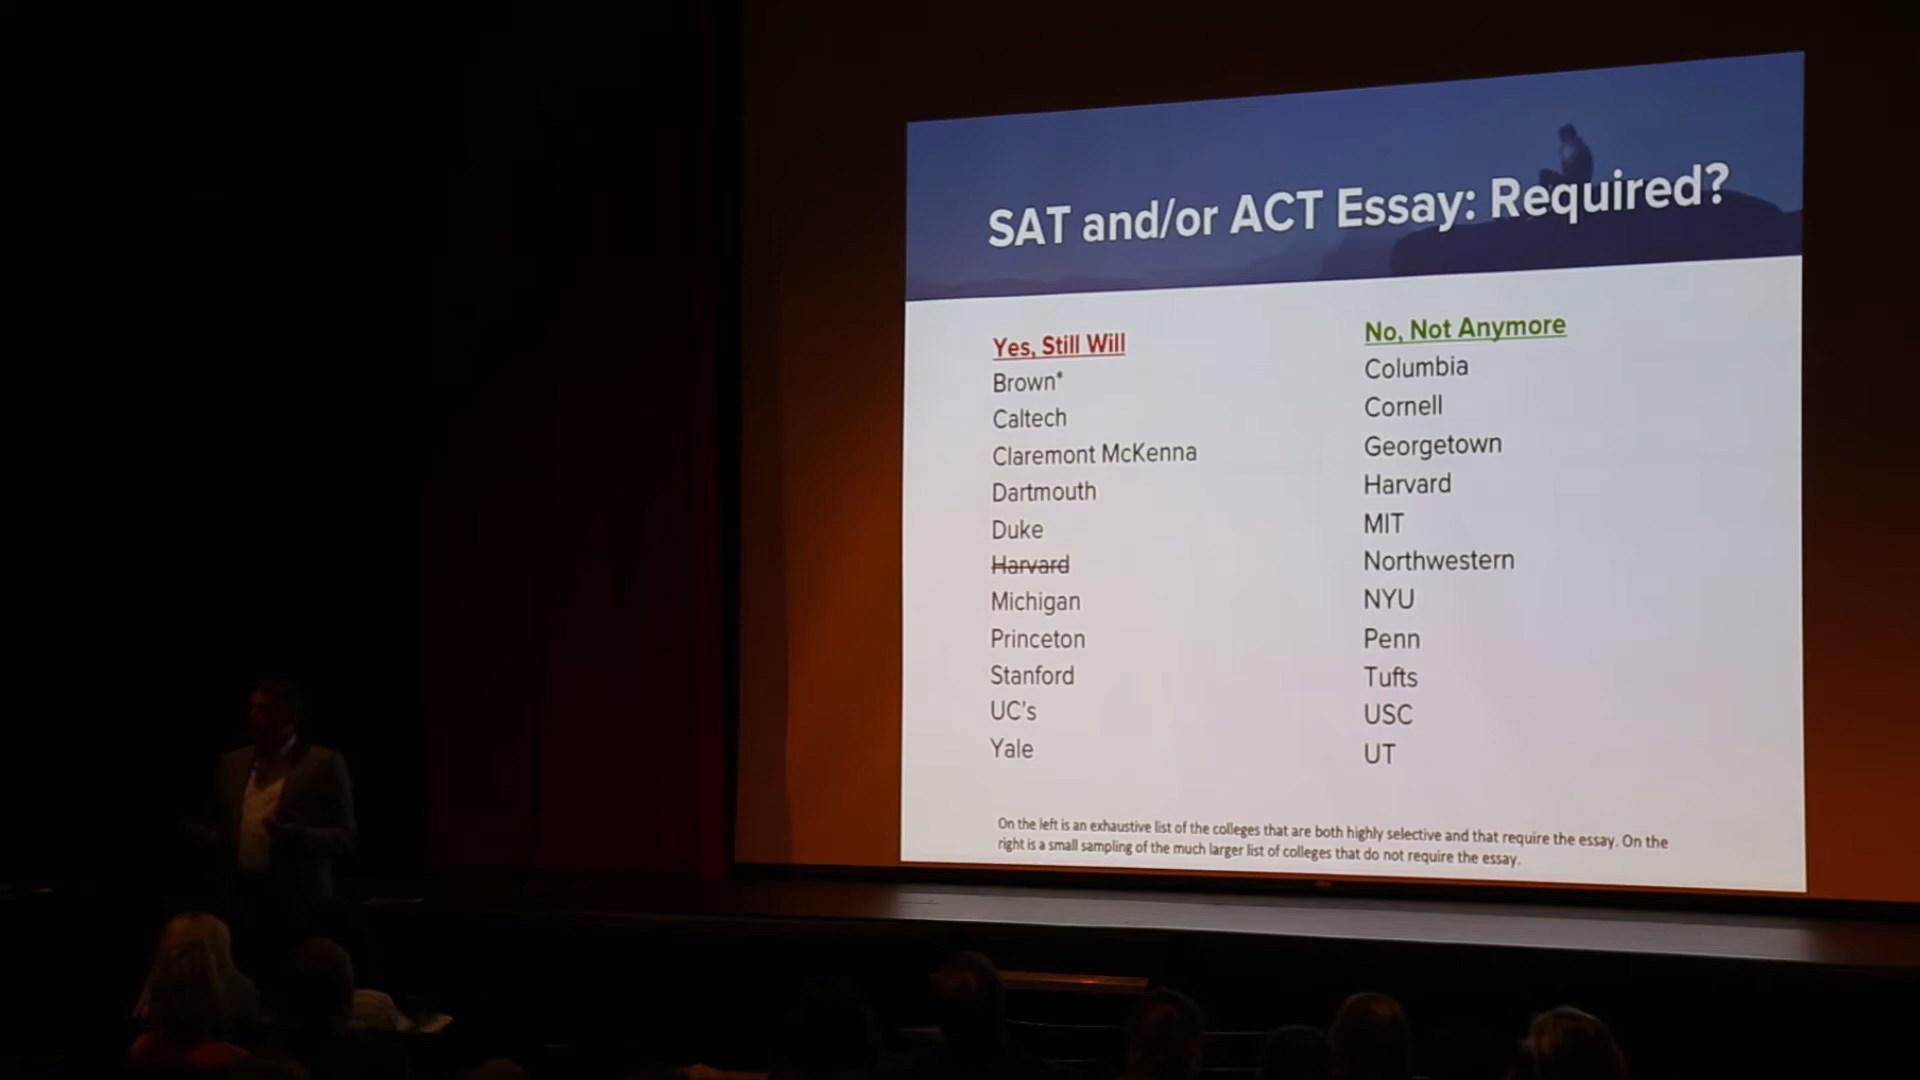 SAT and/or ACT Essay: Required?
Yes, Still Will
Brown*
Caltech
Claremont McKenna
Dartmouth
Duke
Harvard
Michigan
Princeton
Stanford
UC's
Yale
No, Not Anymore
Columbia
Cornell
Georgetown
Harvard
MIT
Northwestern
NYU
Penn
Tufts
USC
UT
On the left is an exhaustive list of the colleges that are both highly selective and that require the essay. On the
right is a small sampling of the much larger list of colleges that do not require the essay.